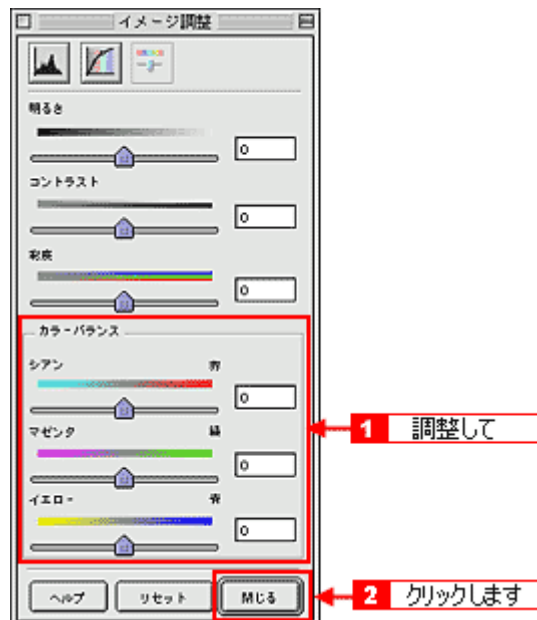 イメージ調整
明るさ
0
コントラスト
0
彩度
0
カラーバランス
シアン 赤
0
1 調整して
マゼンタ 緑
0
イエロー 青
0
ヘルプ リセット 閉じる
2 クリックします